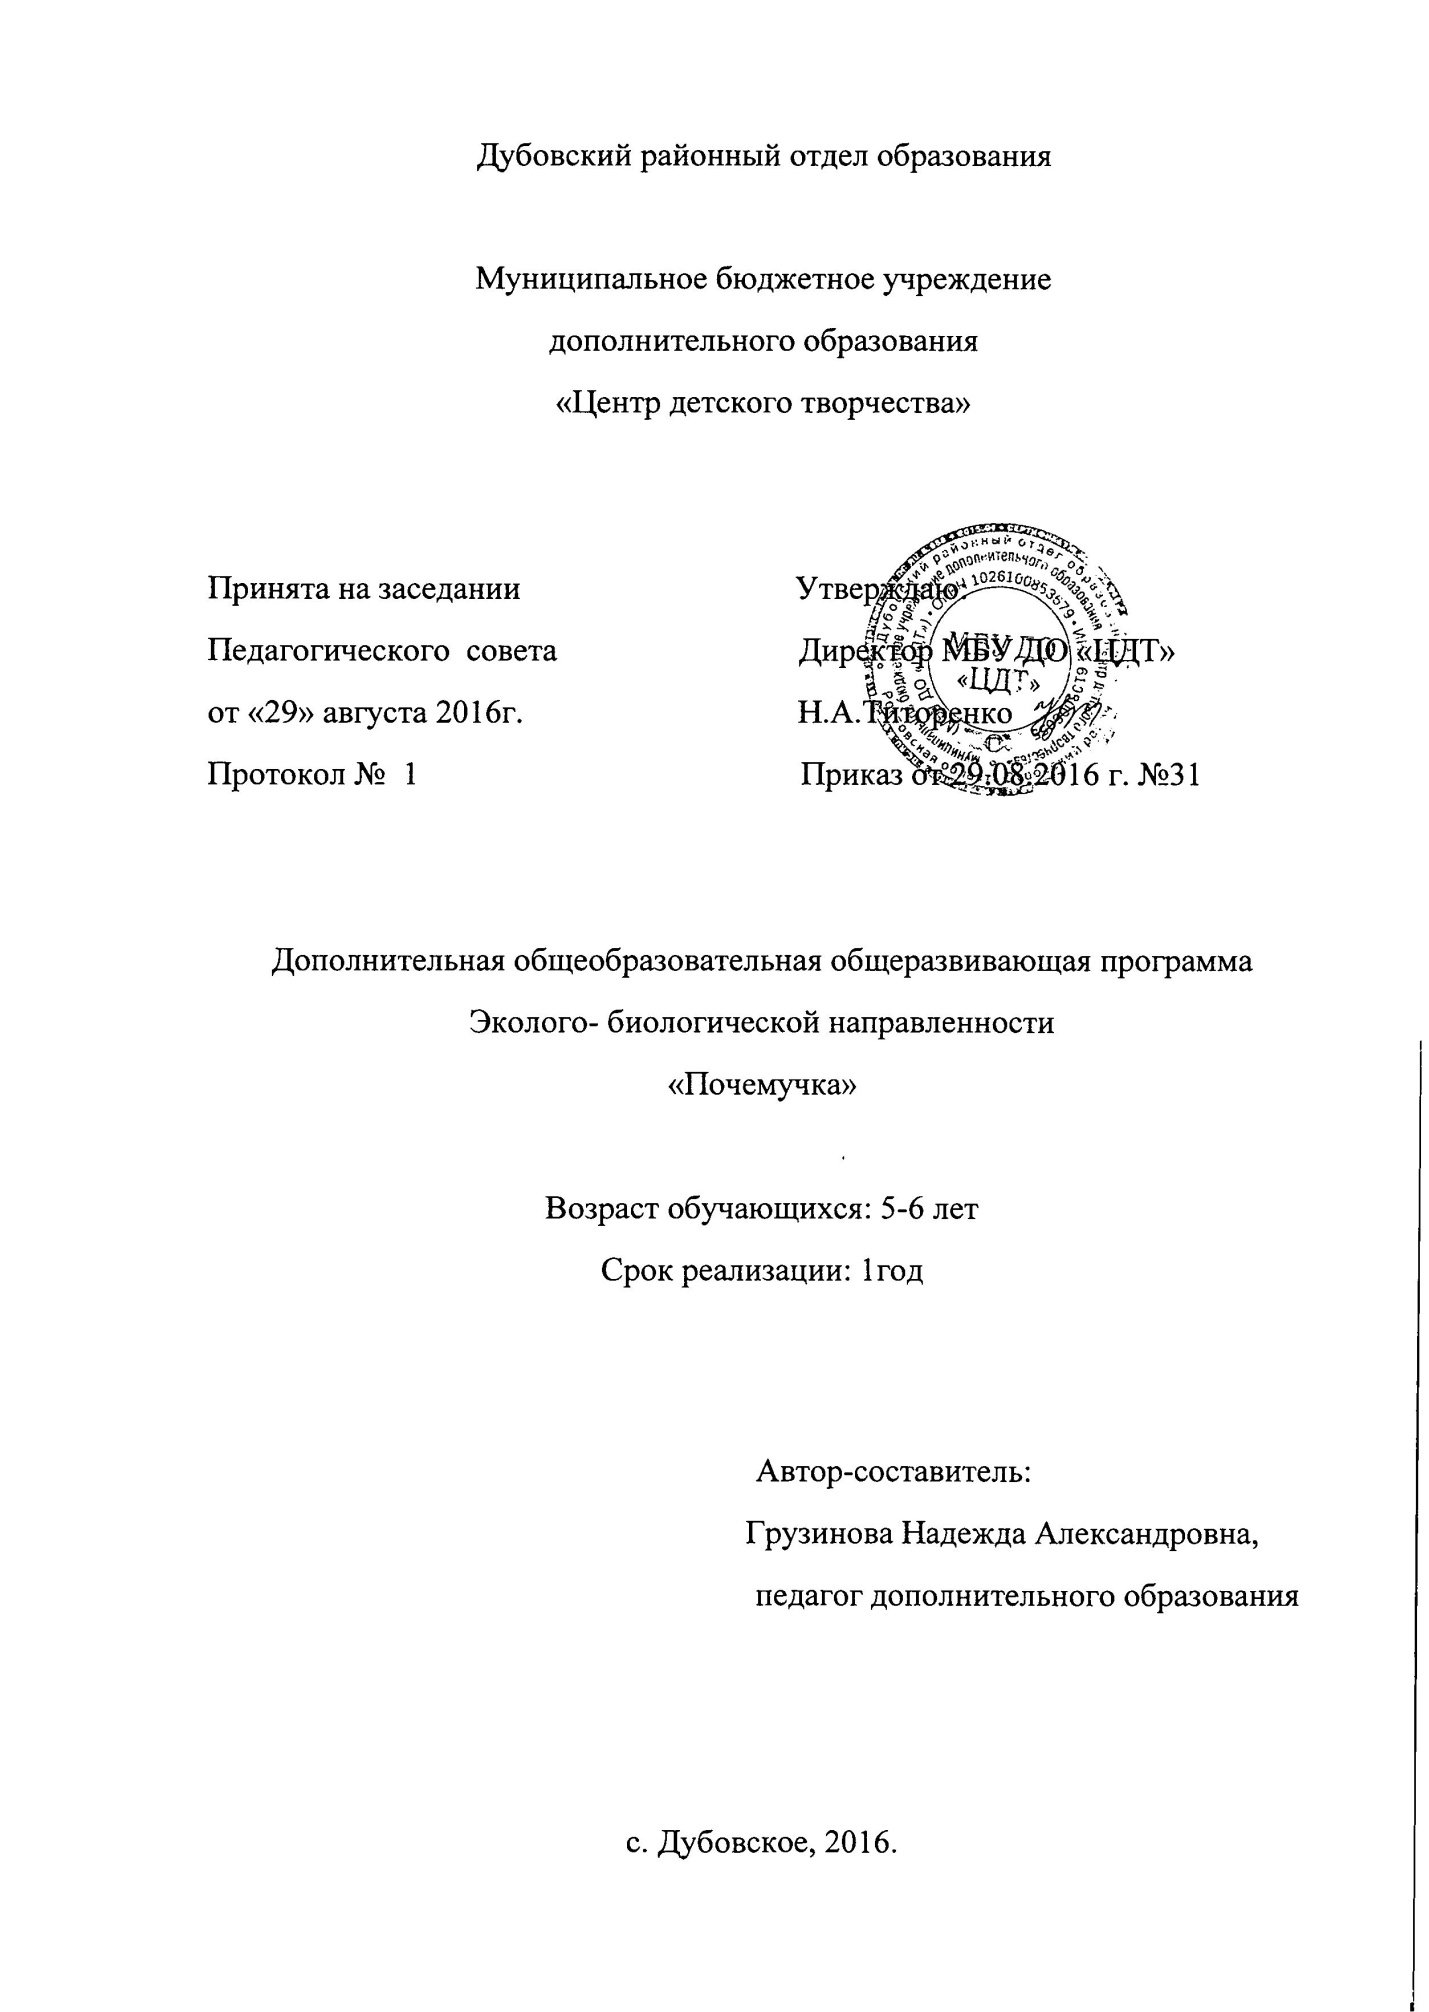 Дубовский районный отдел образования
Муниципальное бюджетное учреждение
дополнительного образования
«Центр детского творчества»
Принята на заседании
Педагогического  совета
от «29» августа 2016г.
Протокол №  1
Утверждаю:
Директор МБУ ДО «ЦДТ»
Н.А.Титоренко
Приказ от 29.08.2016 г. №31
МБУ ДО
«ЦДТ»
Дополнительная общеобразовательная общеразвивающая программа
Эколого- биологической направленности
«Почемучка»
Возраст обучающихся: 5-6 лет
Срок реализации: 1год
Автор-составитель:
Грузинова Надежда Александровна,
педагог дополнительного образования
с. Дубовское, 2016.